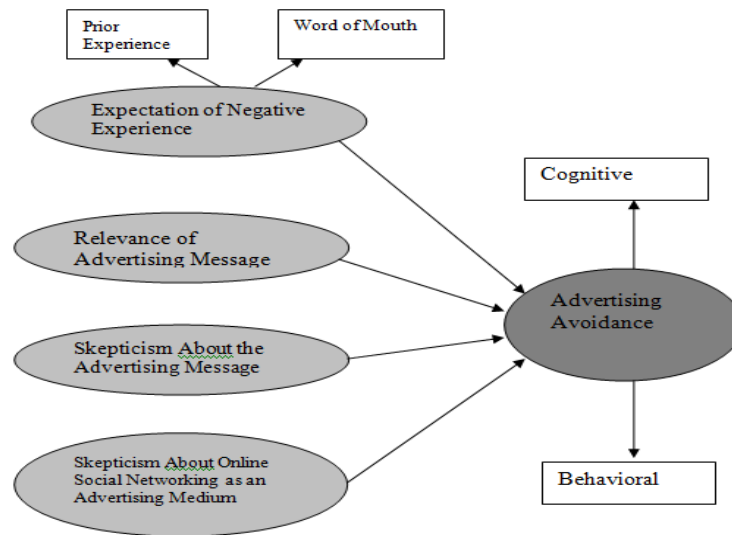 Prior
Experience
Word of Mouth
Expectation of Negative
Experience
Cognitive
Relevance of
Advertising Message
Advertising
Avoidance
Skepticism About the
Advertising Message
Skepticism About Online
Social Networking as an
Advertising Medium
Behavioral